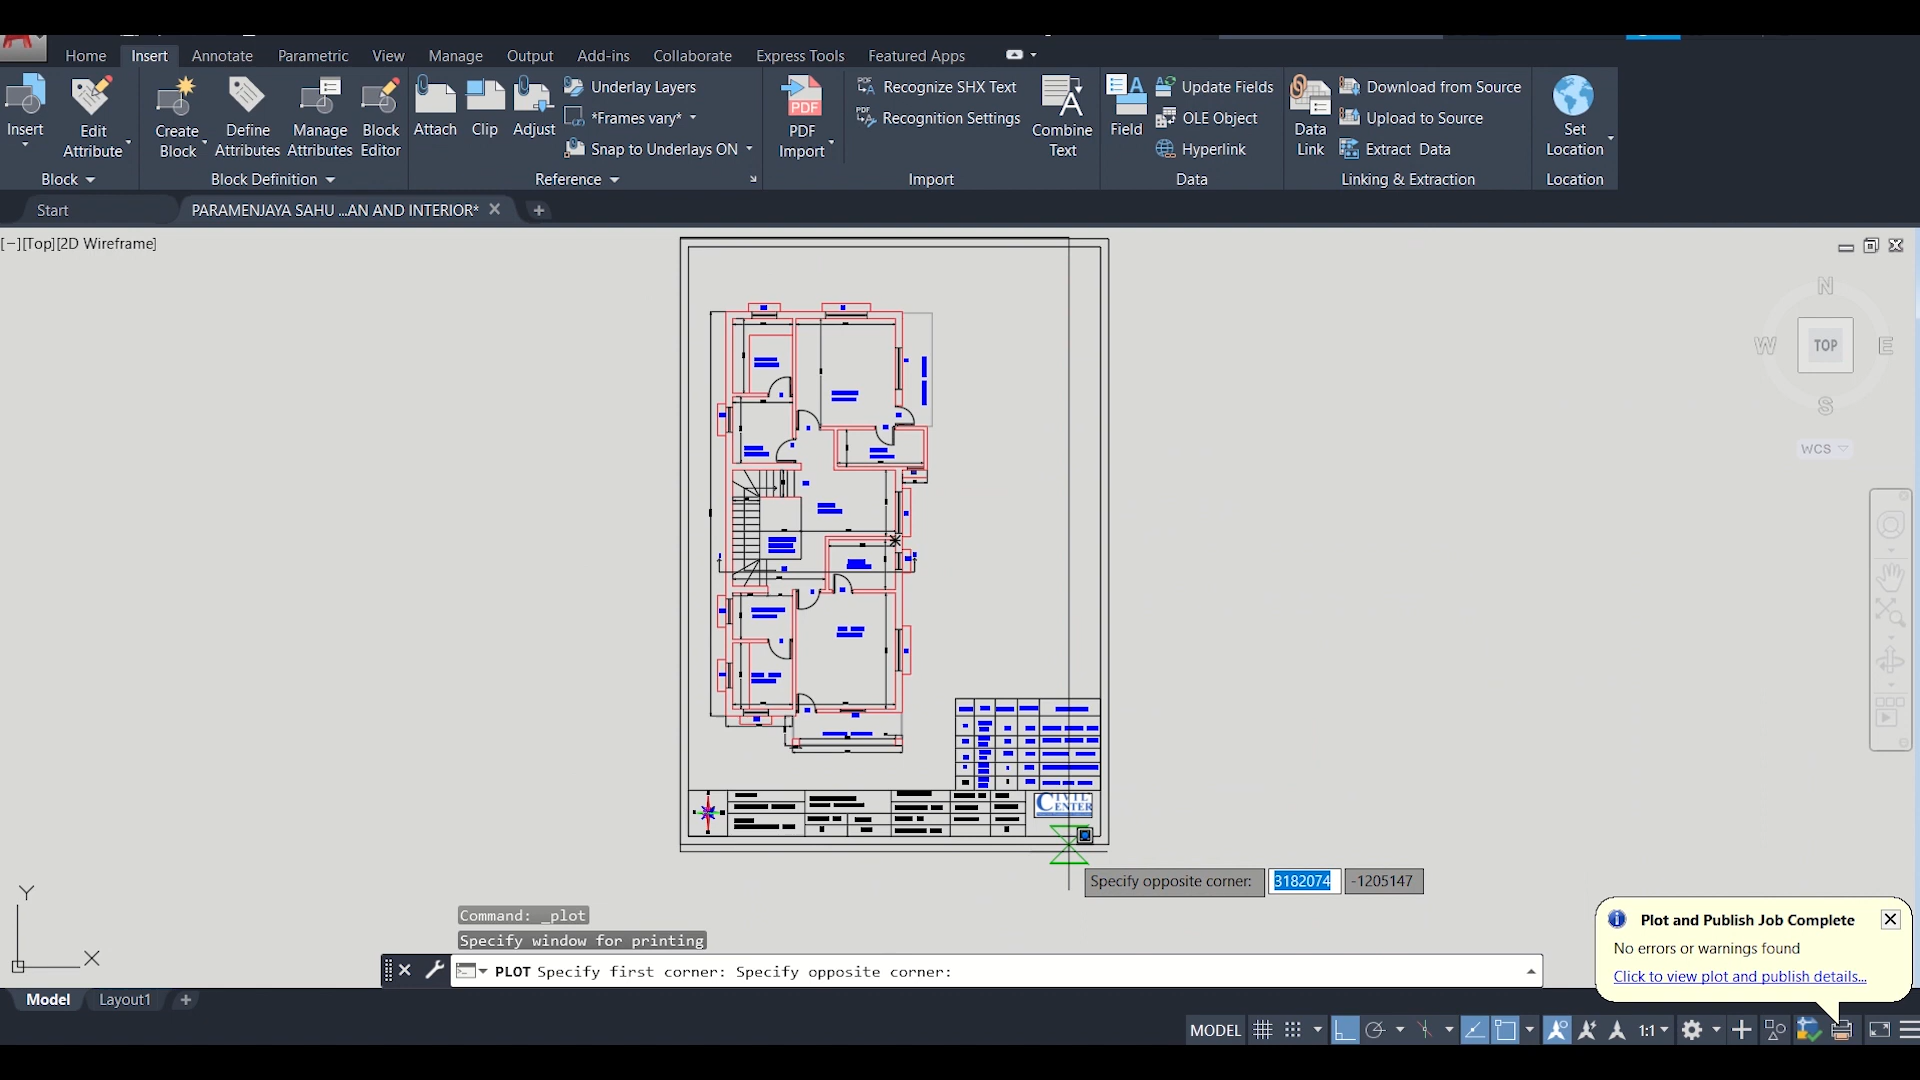 Home Insert Annotate Parametric View Manage Output Add-ins Collaborate Express Tools Featured Apps
Insert
Edit
Attribute
Block
Create
Block
Define
Attributes
Manage
Attributes
Block
Editor
Block Definition
Attach
Clip
Adjust
Underlay Layers
*Frames vary*
Snap to Underlays ON
Reference
PDF
PDF
Import
Recognize SHX Text
Recognition Settings
Combine
Text
Import
Field
Update Fields
OLE Object
Hyperlink
Data
Data
Link
Download from Source
Upload to Source
Extract Data
Linking & Extraction
Set
Location
Location
Start
PARAMENJAYA SAHU ...AN AND INTERIOR*
[−][Top][2D Wireframe]
N
W
TOP
E
S
WCS
CIVIL
CENTER
Specify opposite corner: 3182074 -1205147
Y
X
Command: _plot
Specify window for printing
PLOT Specify first corner: Specify opposite corner:
Plot and Publish Job Complete
No errors or warnings found
Click to view plot and publish details...
Model Layout1
MODEL
1:1